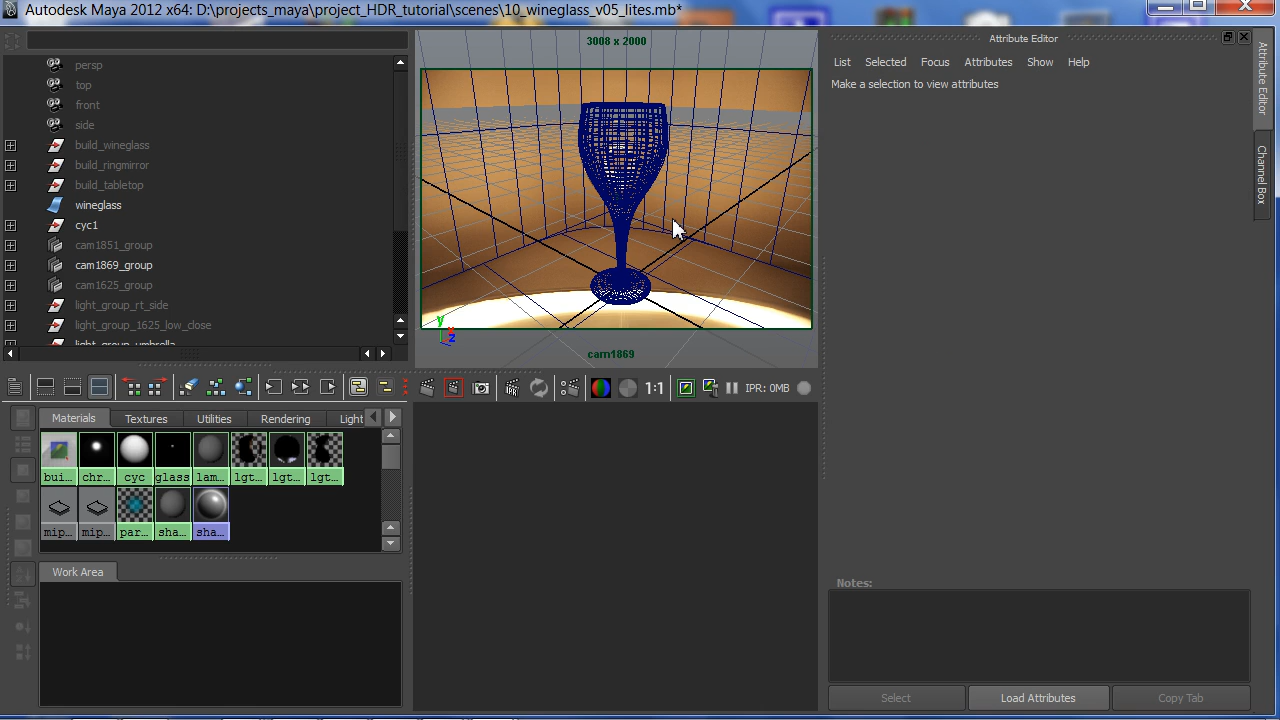 Autodesk Maya 2012 x64: D:\projects_maya\project_HDR_tutorial\scenes\10_wineglass_v05_lites.mb*
persp
top
front
side
build_wineglass
build_ringmirror
build_tabletop
wineglass
cyc1
cam1851_group
cam1869_group
cam1625_group
light_group_rt_side
light_group_1625_low_close
light_group_umbrella
3008 x 2000
y
x
z
cam1869
Attribute Editor
List Selected Focus Attributes Show Help
Make a selection to view attributes
Attribute Editor
Channel Box
1:1
IPR: 0MB
Materials Textures Utilities Rendering Light
bui... chr... cyc glass lam... lgt... lgt... lgt...
mip... mip... par... sha... sha...
Work Area
Notes:
Select Load Attributes Copy Tab